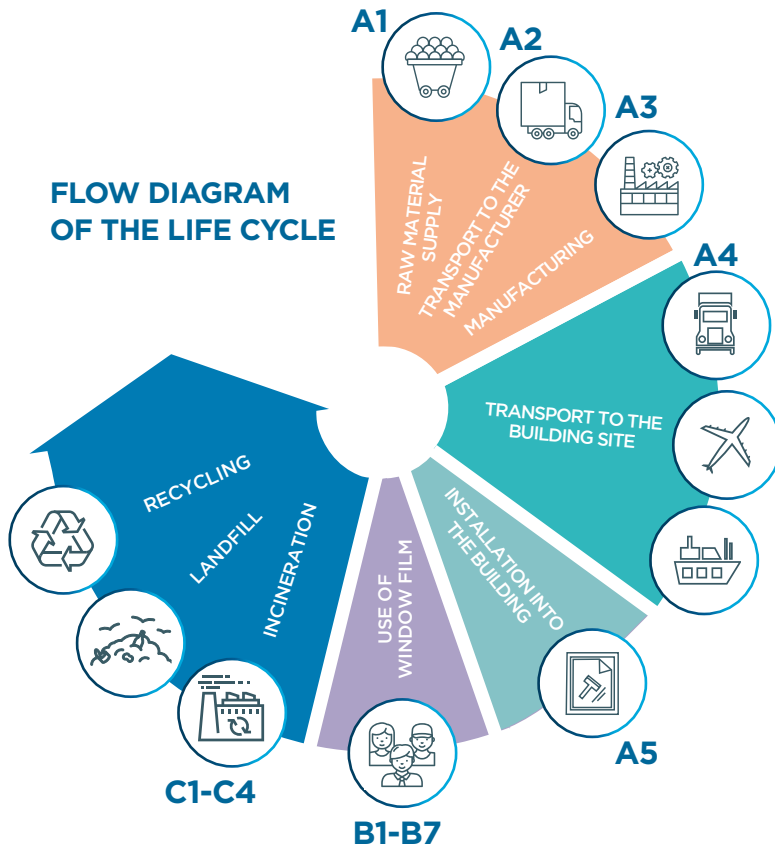 FLOW DIAGRAM
OF THE LIFE CYCLE
A1
A2
A3
RAW MATERIAL
SUPPLY
TRANSPORT TO THE
MANUFACTURER
MANUFACTURING
A4
TRANSPORT TO THE
BUILDING SITE
INSTALLATION INTO
THE BUILDING
A5
USE OF
WINDOW FILM
B1-B7
INCINERATION
LANDFILL
RECYCLING
C1-C4